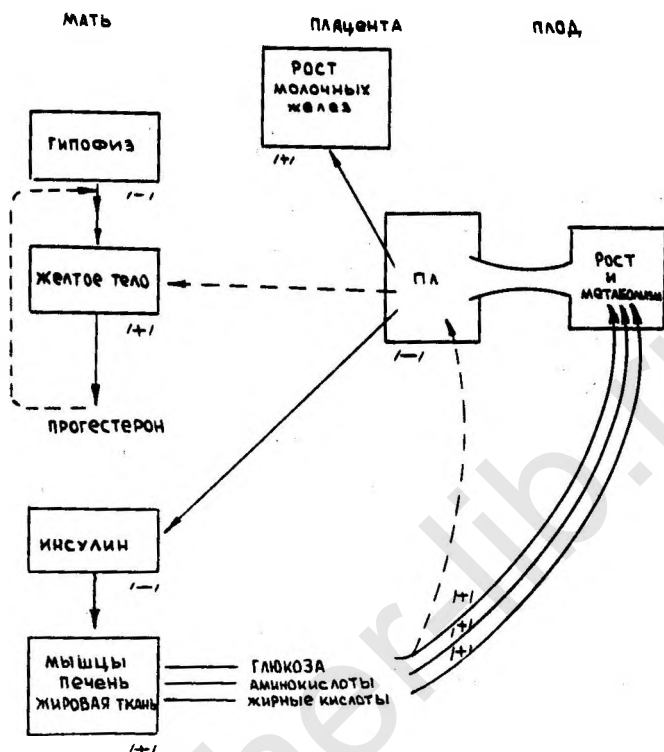 МАТЬ
ПЛАЦЕНТА
ПЛОД
РОСТ
МОЛОЧНЫХ
ЖЕЛЕЗ
/+/
ГИПОФИЗ
/-/
ЖЕЛТОЕ ТЕЛО
/+/
ПЛ
/-/
РОСТ
И
МЕТАБОЛИЗМ
ПРОГЕСТЕРОН
ИНСУЛИН
/-/
МЫШЦЫ
ПЕЧЕНЬ
ЖИРОВАЯ ТКАНЬ
/+/
ГЛЮКОЗА
АМИНОКИСЛОТЫ
ЖИРНЫЕ КИСЛОТЫ
/+/
/+/
/+/